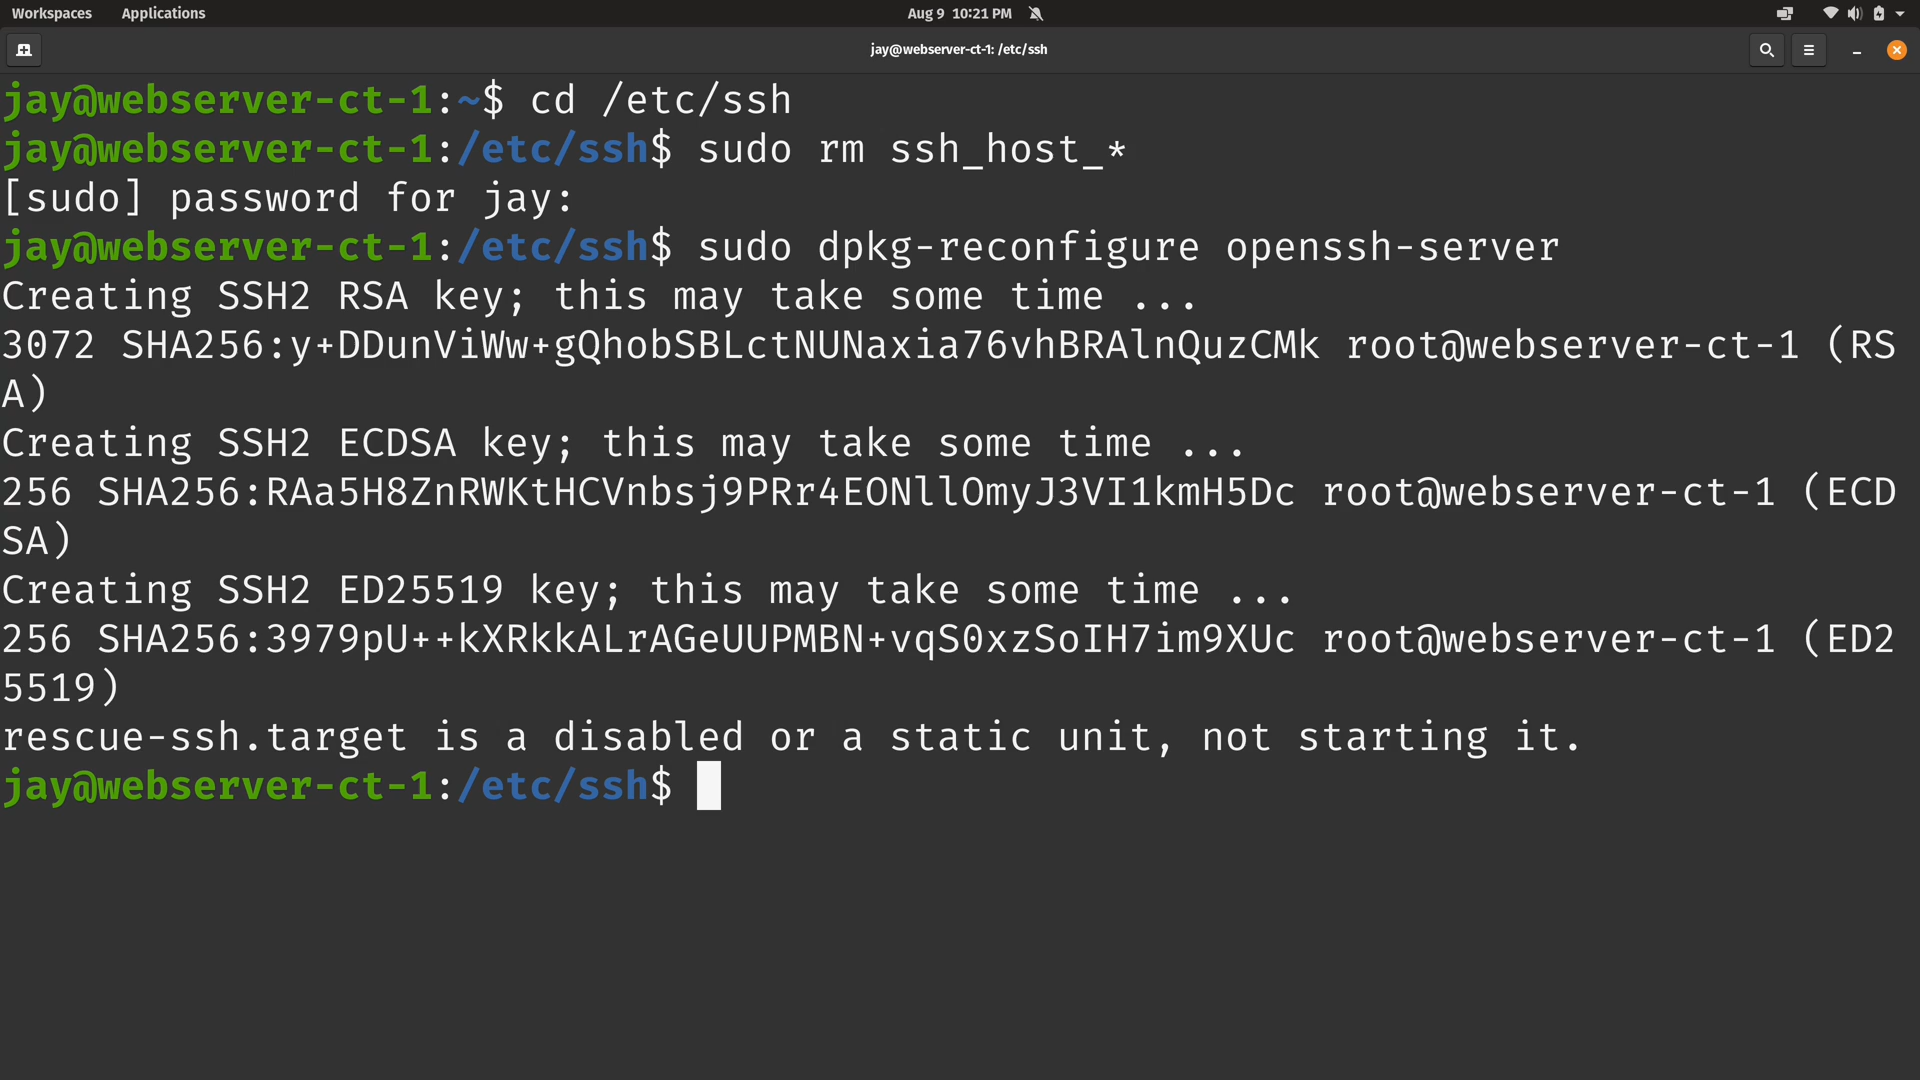 Workspaces Applications Aug 9 10:21 PM
jay@webserver-ct-1: /etc/ssh
jay@webserver-ct-1:~$ cd /etc/ssh
jay@webserver-ct-1:/etc/ssh$ sudo rm ssh_host_*
[sudo] password for jay:
jay@webserver-ct-1:/etc/ssh$ sudo dpkg-reconfigure openssh-server
Creating SSH2 RSA key; this may take some time ...
3072 SHA256:y+DDunViWw+gQhobSBLctNUNaxia76vhBRAlnQuzCMk root@webserver-ct-1 (RS
A)
Creating SSH2 ECDSA key; this may take some time ...
256 SHA256:RAa5H8ZnRWKtHCVnbsj9PRr4EONllOmyJ3VI1kmH5Dc root@webserver-ct-1 (ECD
SA)
Creating SSH2 ED25519 key; this may take some time ...
256 SHA256:3979pU++kXRkkALrAGeUUPMBN+vqS0xzSoIH7im9XUc root@webserver-ct-1 (ED2
5519)
rescue-ssh.target is a disabled or a static unit, not starting it.
jay@webserver-ct-1:/etc/ssh$